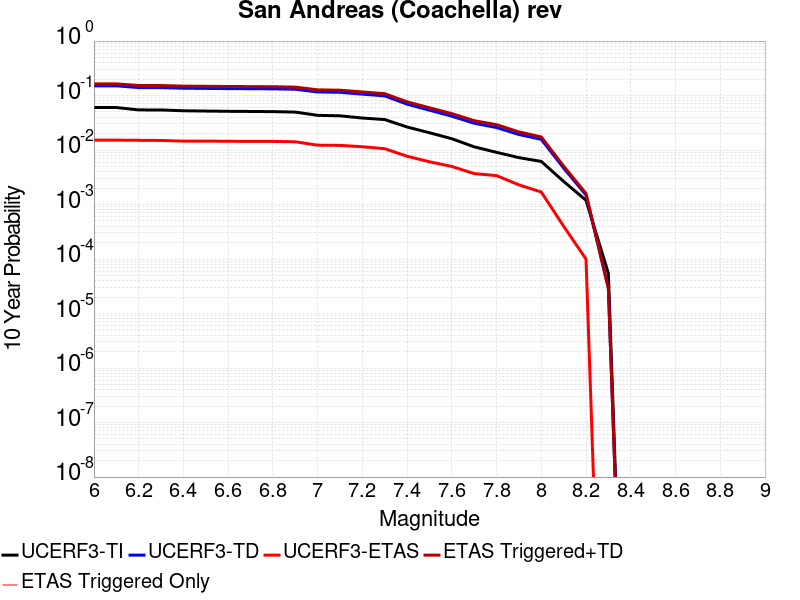 San Andreas (Coachella) rev
10 0
10 -1
10 -2
10 -3
10 -4
10 -5
10 -6
10 -7
10 -8
10 Year Probability
6 6.2 6.4 6.6 6.8 7 7.2 7.4 7.6 7.8 8 8.2 8.4 8.6 8.8 9
Magnitude
UCERF3-TI UCERF3-TD UCERF3-ETAS ETAS Triggered+TD
ETAS Triggered Only